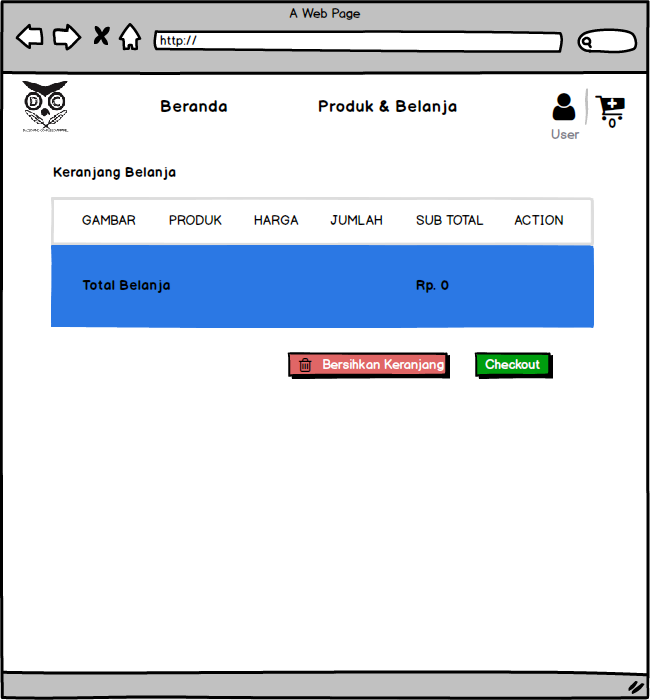 A Web Page
http://
DC
Beranda
Produk & Belanja
User
0
Keranjang Belanja
GAMBAR PRODUK HARGA JUMLAH SUB TOTAL ACTION
Total Belanja Rp. 0
Bersihkan Keranjang Checkout